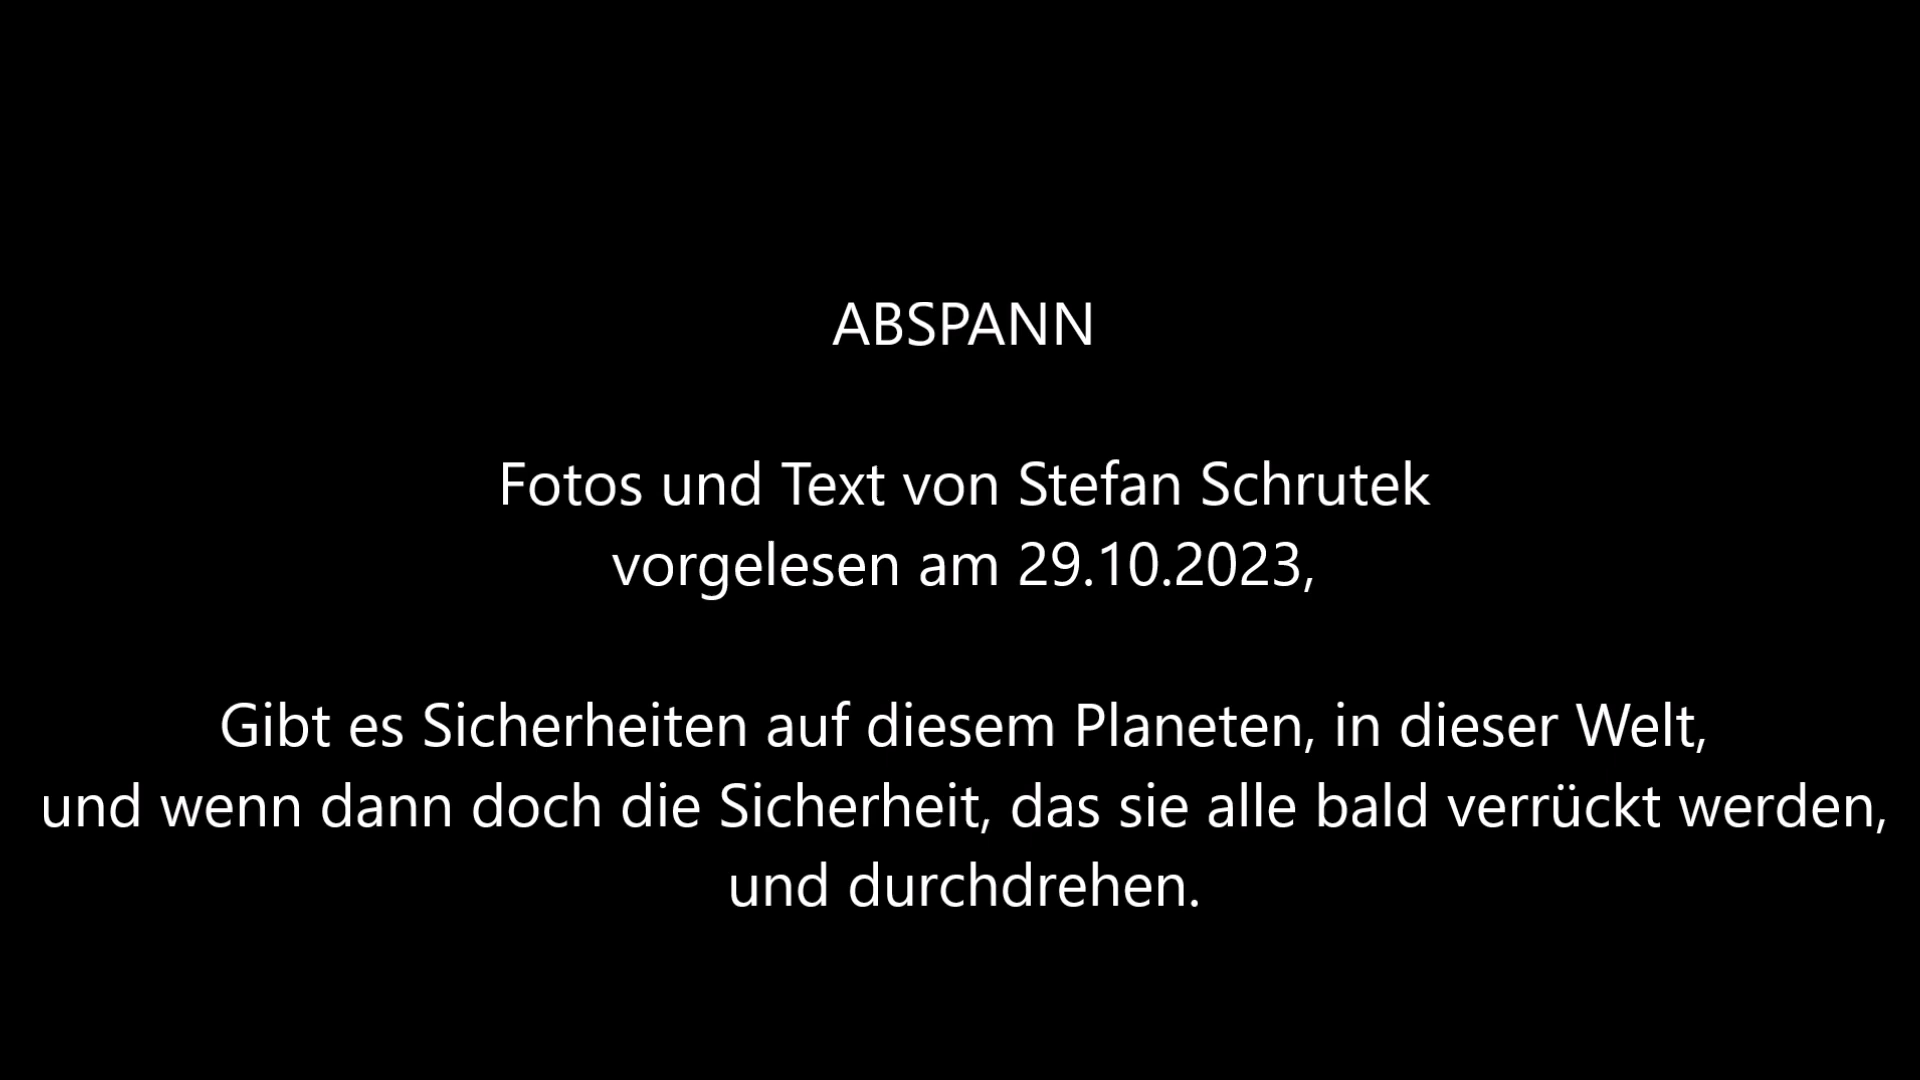 ABSPANN
Fotos und Text von Stefan Schrutek
vorgelesen am 29.10.2023,
Gibt es Sicherheiten auf diesem Planeten, in dieser Welt,
und wenn dann doch die Sicherheit, das sie alle bald verrückt werden,
und durchdrehen.